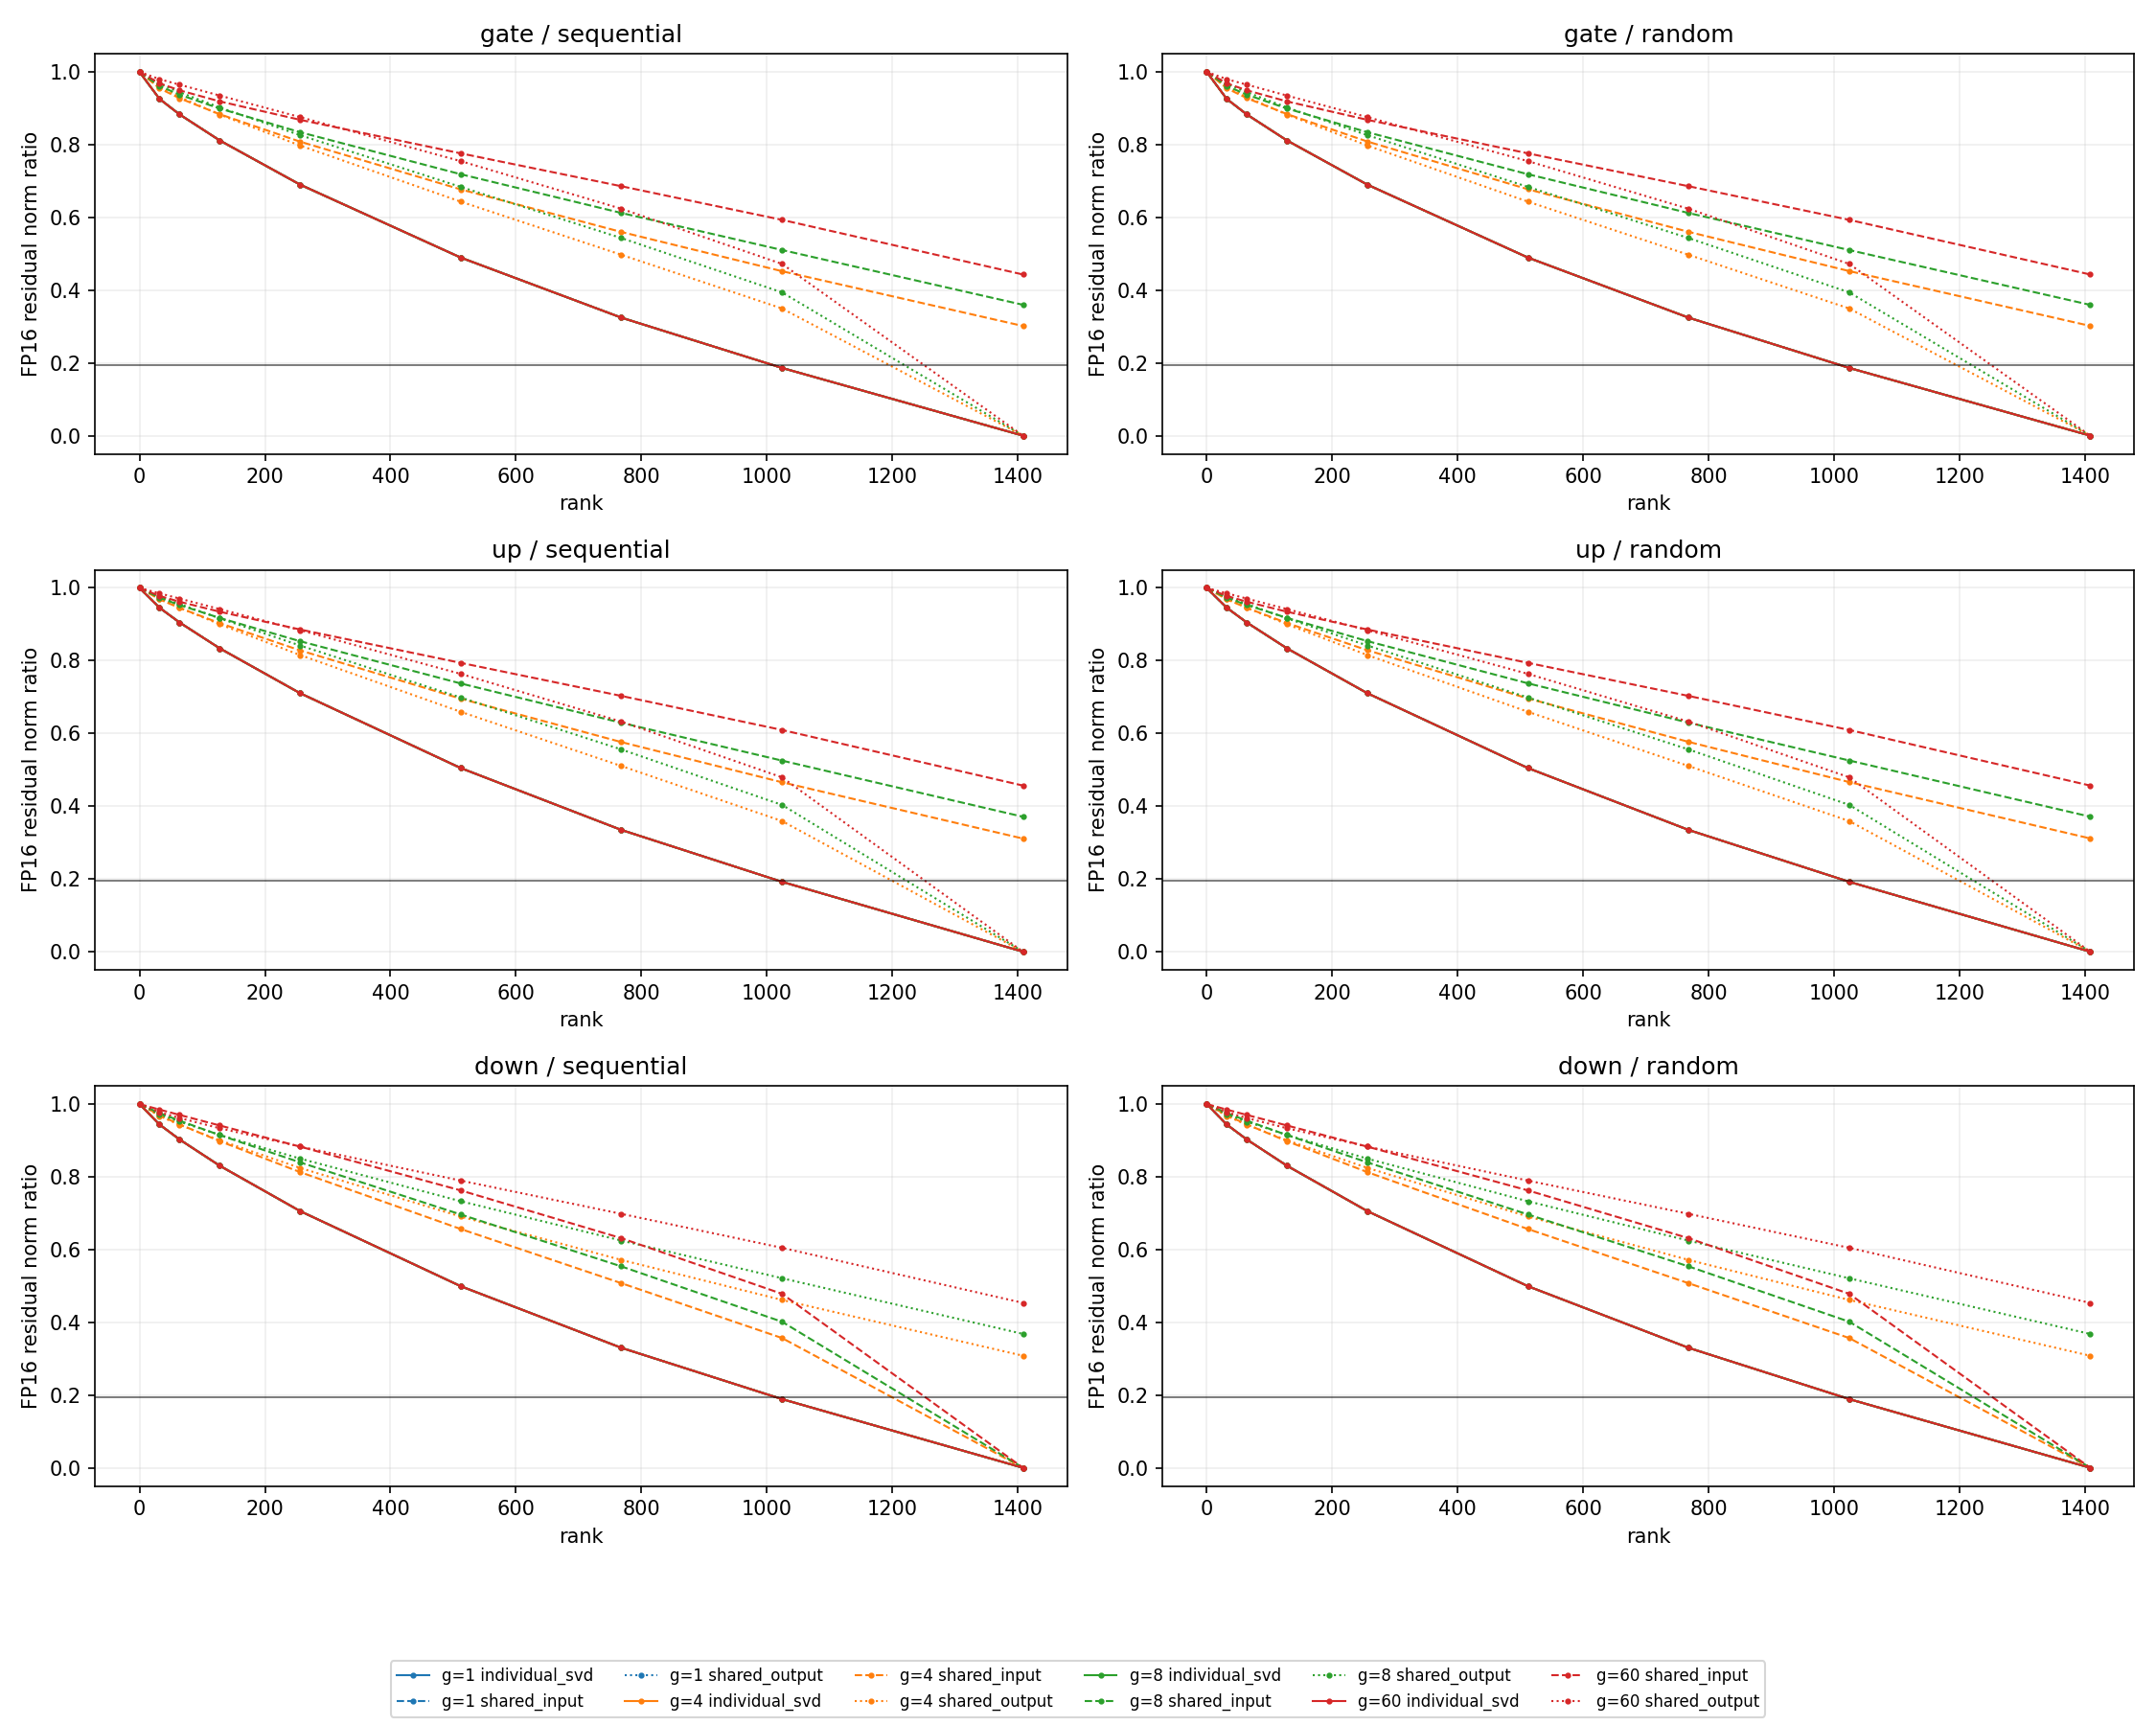 gate / sequential
gate / random
FP16 residual norm ratio
1.0
0.8
0.6
0.4
0.2
0.0
0 200 400 600 800 1000 1200 1400
rank
FP16 residual norm ratio
1.0
0.8
0.6
0.4
0.2
0.0
0 200 400 600 800 1000 1200 1400
rank
up / sequential
up / random
FP16 residual norm ratio
1.0
0.8
0.6
0.4
0.2
0.0
0 200 400 600 800 1000 1200 1400
rank
FP16 residual norm ratio
1.0
0.8
0.6
0.4
0.2
0.0
0 200 400 600 800 1000 1200 1400
rank
down / sequential
down / random
FP16 residual norm ratio
1.0
0.8
0.6
0.4
0.2
0.0
0 200 400 600 800 1000 1200 1400
rank
FP16 residual norm ratio
1.0
0.8
0.6
0.4
0.2
0.0
0 200 400 600 800 1000 1200 1400
rank
g=1 individual_svd g=1 shared_output g=4 shared_input g=8 individual_svd g=8 shared_output g=60 shared_input
g=1 shared_input g=4 individual_svd g=4 shared_output g=8 shared_input g=60 individual_svd g=60 shared_output